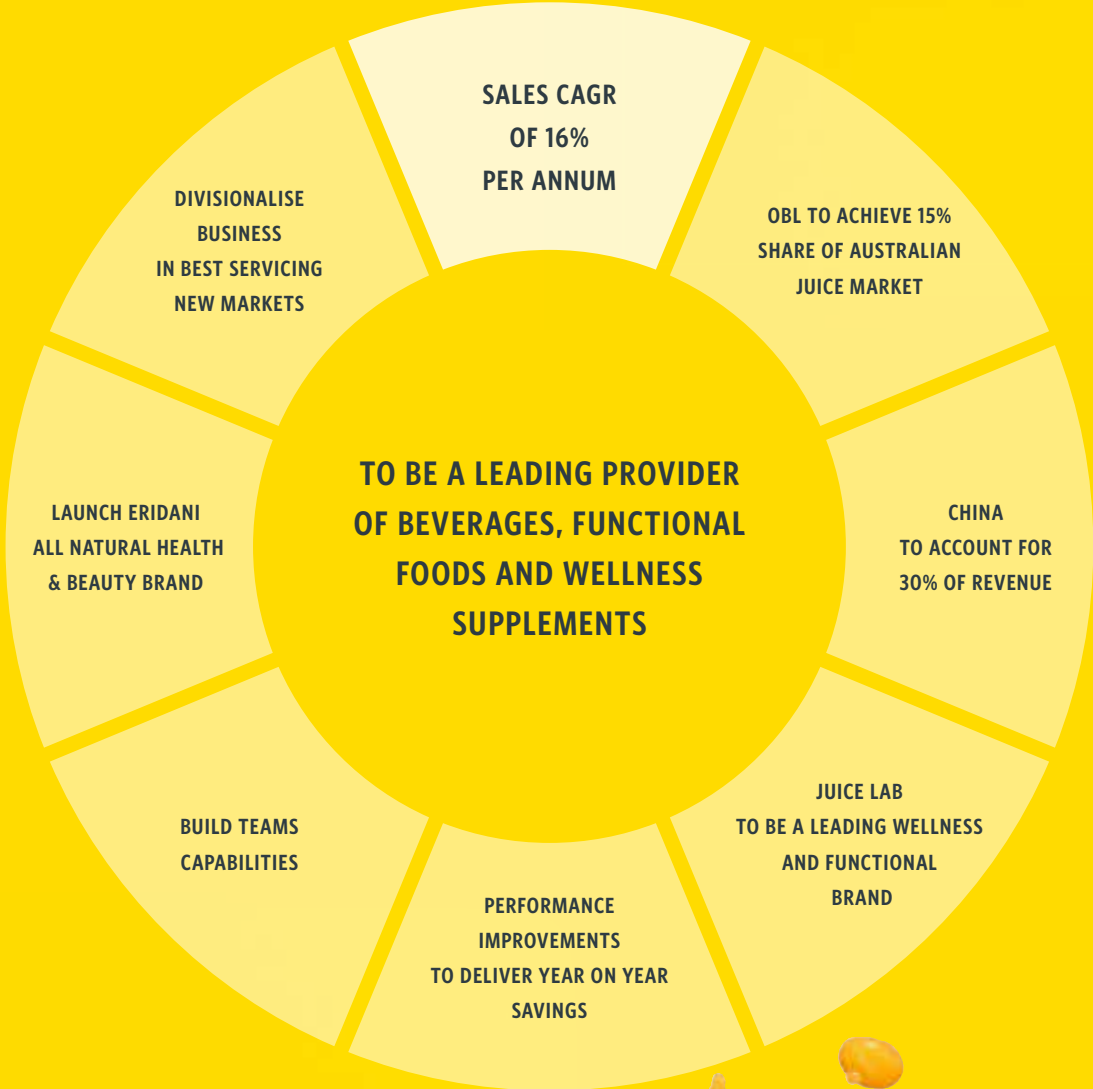 SALES CAGR
OF 16%
PER ANNUM
OBL TO ACHIEVE 15%
SHARE OF AUSTRALIAN
JUICE MARKET
CHINA
TO ACCOUNT FOR
30% OF REVENUE
JUICE LAB
TO BE A LEADING WELLNESS
AND FUNCTIONAL
BRAND
PERFORMANCE
IMPROVEMENTS
TO DELIVER YEAR ON YEAR
SAVINGS
BUILD TEAMS
CAPABILITIES
LAUNCH ERIDANI
ALL NATURAL HEALTH
& BEAUTY BRAND
DIVISIONALISE
BUSINESS
IN BEST SERVICING
NEW MARKETS
TO BE A LEADING PROVIDER
OF BEVERAGES, FUNCTIONAL
FOODS AND WELLNESS
SUPPLEMENTS